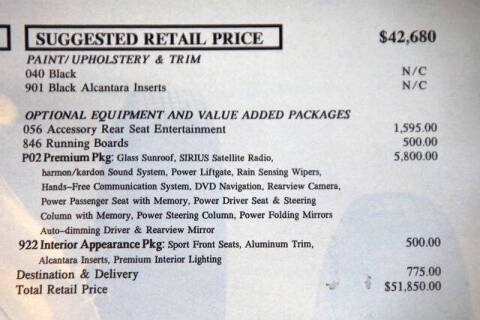 SUGGESTED RETAIL PRICE $42,680
PAINT/UPHOLSTERY & TRIM
040 Black N/C
901 Black Alcantara Inserts N/C
OPTIONAL EQUIPMENT AND VALUE ADDED PACKAGES
056 Accessory Rear Seat Entertainment 1,595.00
846 Running Boards 500.00
P02 Premium Pkg: Glass Sunroof, SIRIUS Satellite Radio, 5,800.00
harmon/kardon Sound System, Power Liftgate, Rain Sensing Wipers,
Hands-Free Communication System, DVD Navigation, Rearview Camera,
Power Passenger Seat with Memory, Power Driver Seat & Steering
Column with Memory, Power Steering Column, Power Folding Mirrors
Auto-dimming Driver & Rearview Mirror
922 Interior Appearance Pkg: Sport Front Seats, Aluminum Trim, 500.00
Alcantara Inserts, Premium Interior Lighting
Destination & Delivery 775.00
Total Retail Price $51,850.00